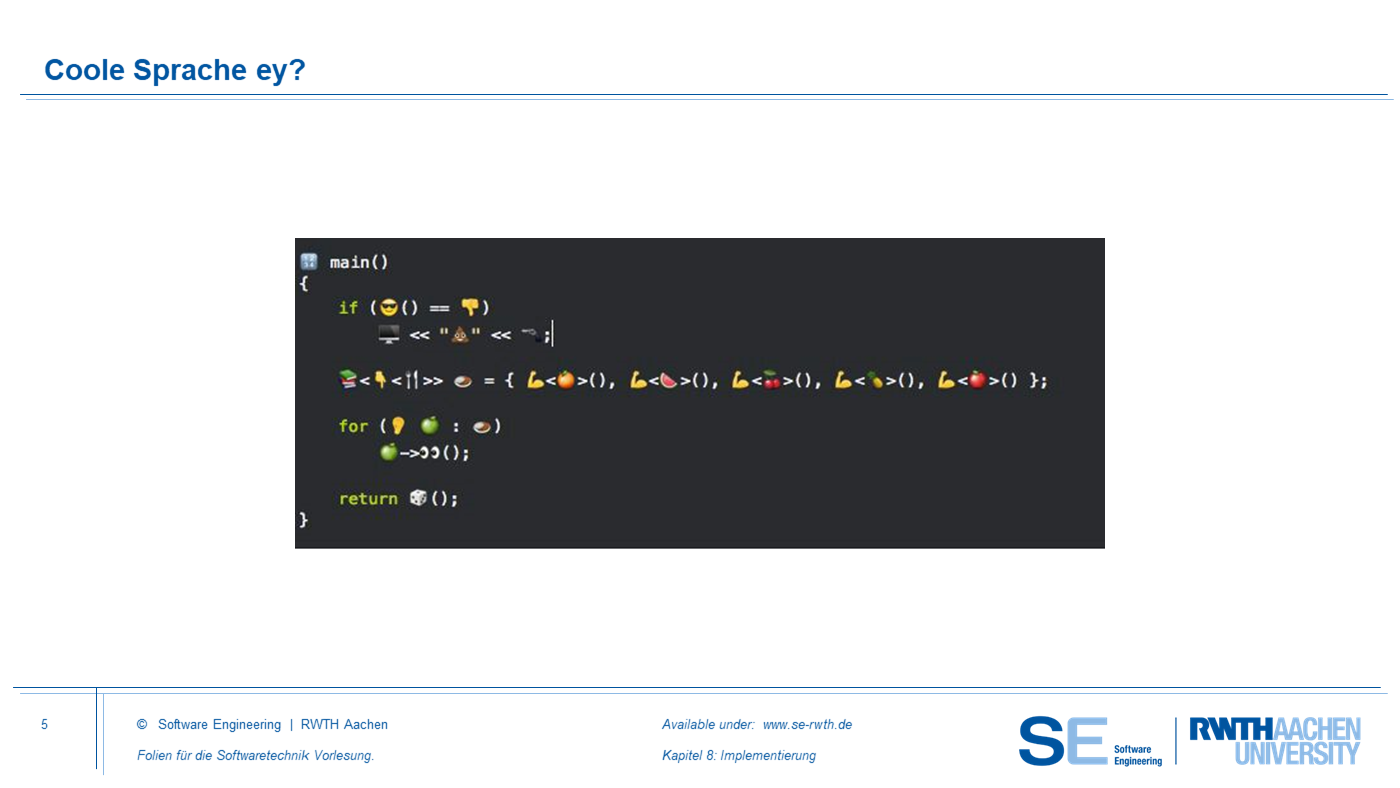 Coole Sprache ey?
🔢 main()
{
if (😎() == 👎)
🖥 << "💩" << 🔫;
📚<👇<🍴>> 🍛 = { 💪<🍊>(), 💪<🍉>(), 💪<🍒>(), 💪<🍍>(), 💪<🍎>() };
for (💡 🍏 : 🍛)
🍏->👀();
return 🎲();
}
5
© Software Engineering | RWTH Aachen
Folien für die Softwaretechnik Vorlesung.
Available under: www.se-rwth.de
Kapitel 8: Implementierung
SE Software
Engineering
RWTHAACHEN
UNIVERSITY